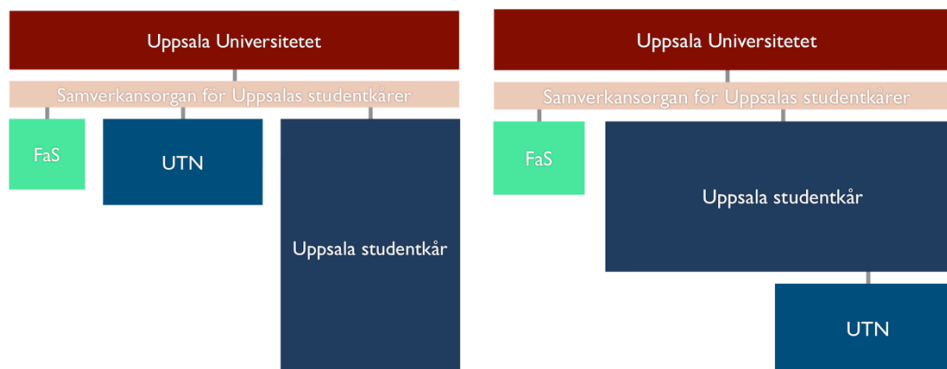 Uppsala Universitetet
Samverkansorgan för Uppsalas studentkårer
FaS
UTN
Uppsala studentkår
Uppsala Universitetet
Samverkansorgan för Uppsalas studentkårer
FaS
Uppsala studentkår
UTN